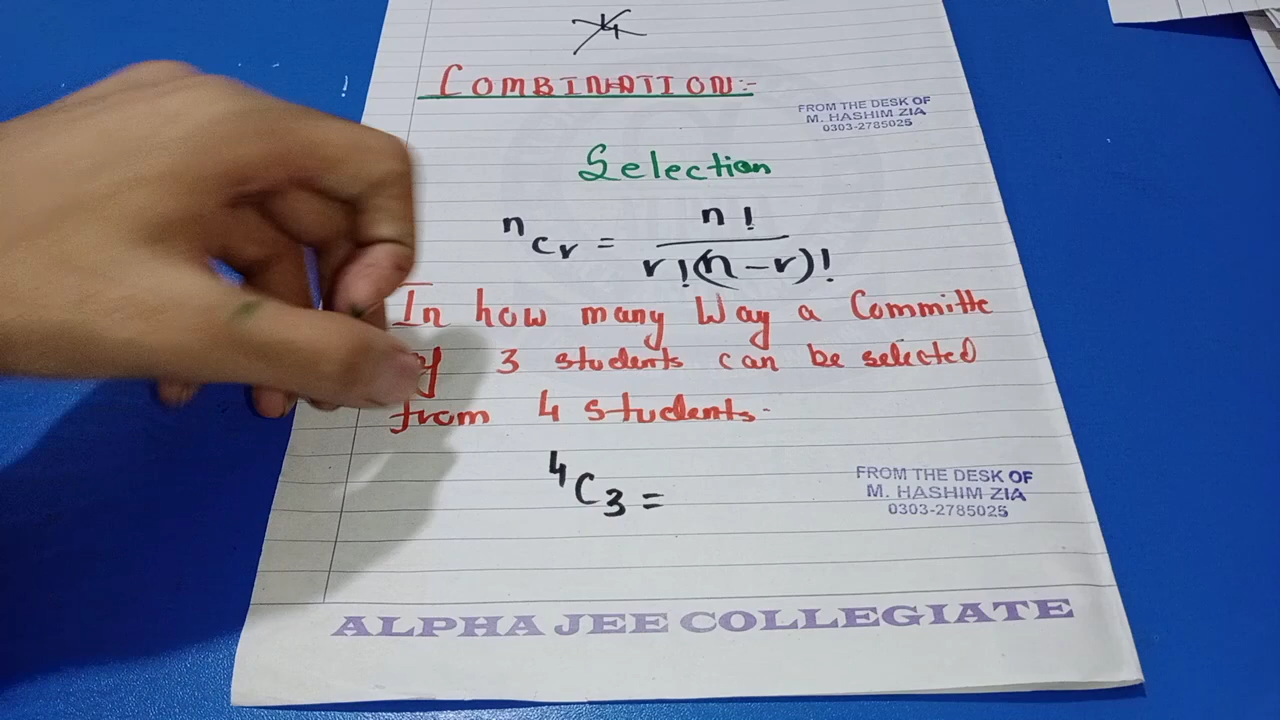 COMBINATION:-
FROM THE DESK OF
M. HASHIM ZIA
0303-2785025
Selection
ⁿCr = n! / r!(n-r)!
In how many Way a Committe
of 3 students can be selected
from 4 students.
⁴C₃ =
FROM THE DESK OF
M. HASHIM ZIA
0303-2785025
ALPHA JEE COLLEGIATE